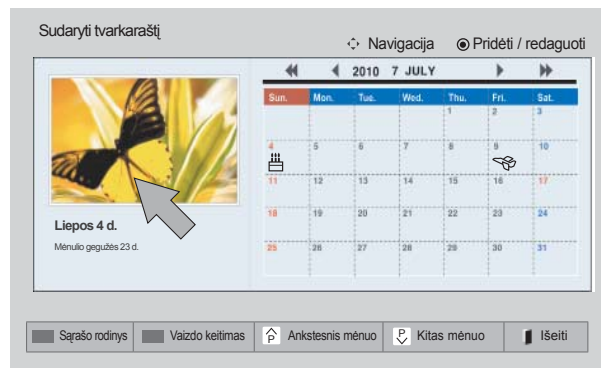 Sudaryti tvarkaraštį
Navigacija Pridėti / redaguoti
2010 7 JULY
Sun. Mon. Tue. Wed. Thu. Fri. Sat.
1 2 3
4 5 6 7 8 9 10
11 12 13 14 15 16 17
18 19 20 21 22 23 24
25 26 27 28 29 30 31
Liepos 4 d.
Mėnulio gegužės 23 d.
Sąrašo rodinys Vaizdo keitimas P Ankstesnis mėnuo P Kitas mėnuo Išeiti